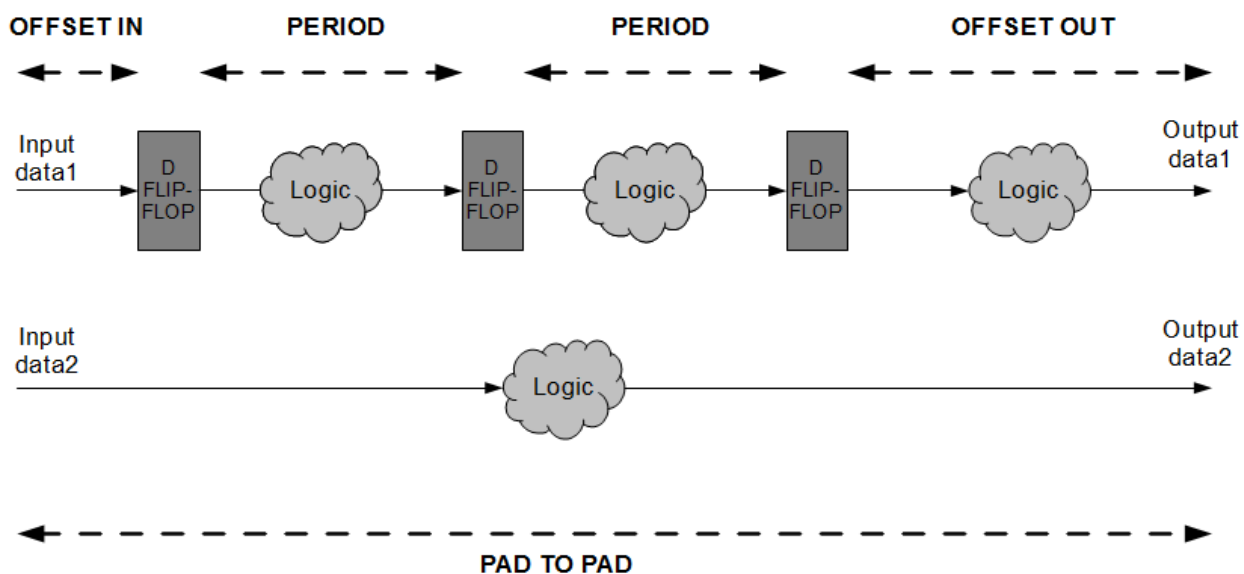 OFFSET IN
PERIOD
PERIOD
OFFSET OUT
Input
data1
D
FLIP-
FLOP
Logic
D
FLIP-
FLOP
Logic
D
FLIP-
FLOP
Logic
Output
data1
Input
data2
Logic
Output
data2
PAD TO PAD